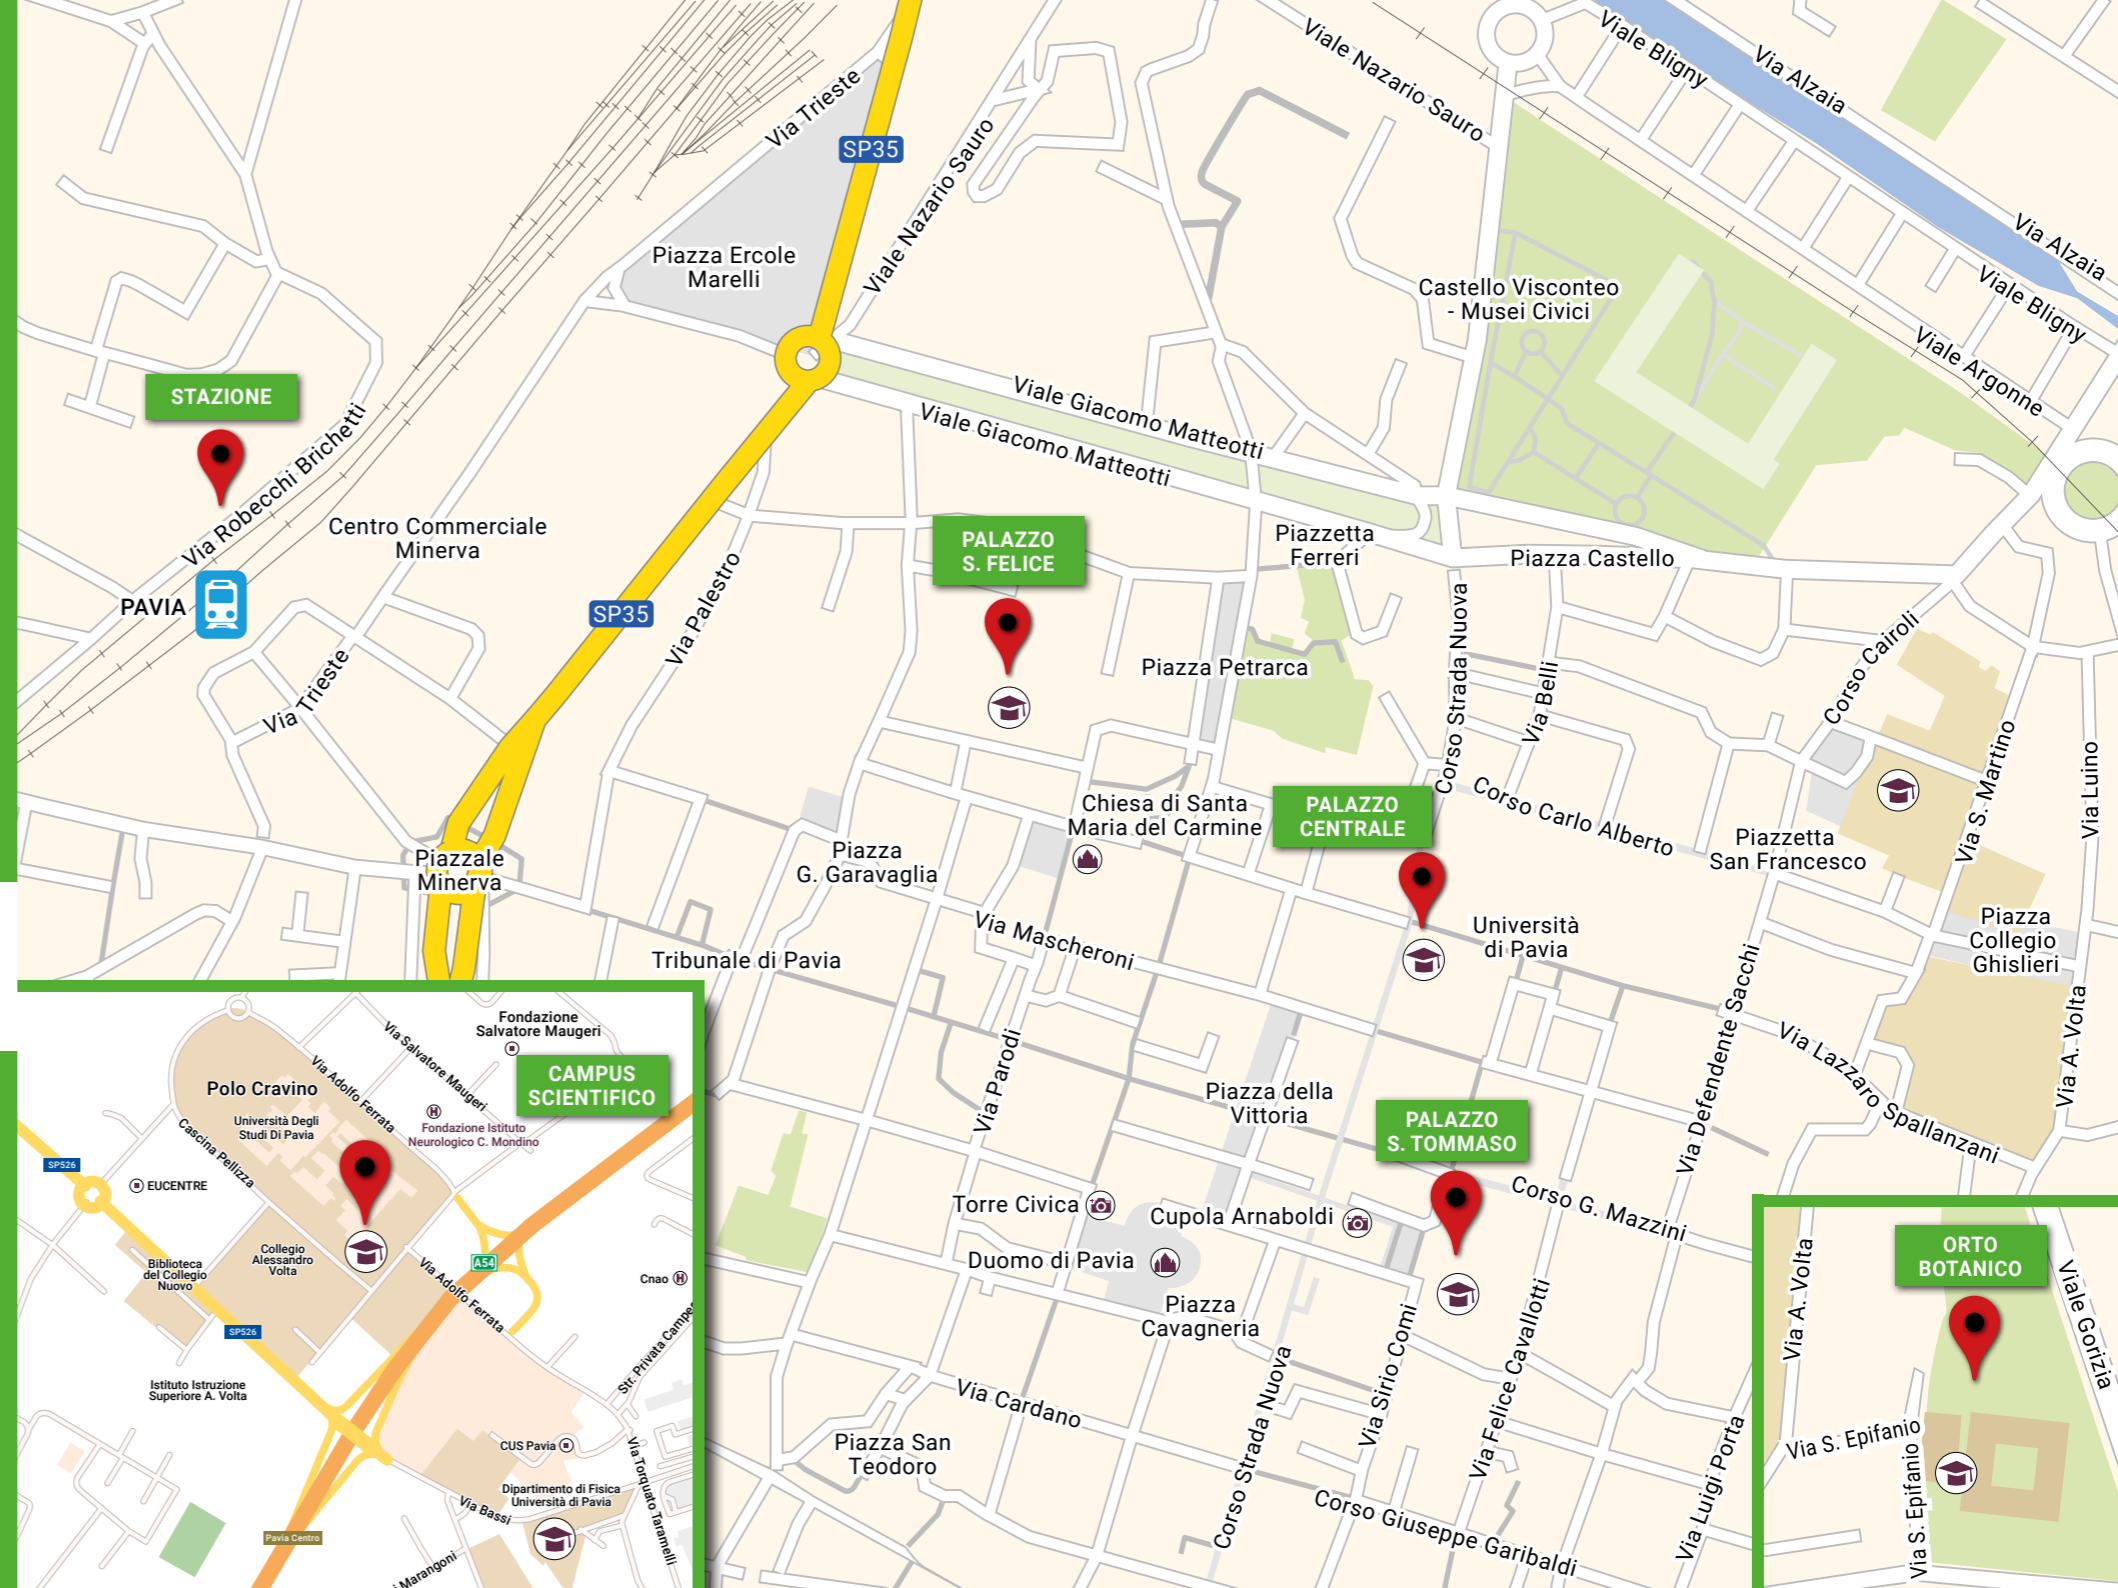 Viale Bligny
Via Alzaia
Viale Nazario Sauro
Via Trieste
SP35
Viale Nazario Sauro
Via Alzaia
Piazza Ercole
Marelli
Castello Visconteo
- Musei Civici
Viale Bligny
Viale Argonne
STAZIONE
Viale Giacomo Matteotti
Viale Giacomo Matteotti
Via Robecchi Brichetti
Centro Commerciale
Minerva
PALAZZO
S. FELICE
Piazzetta
Ferreri
Piazza Castello
PAVIA
SP35
Via Palestro
Corso Strada Nuova
Via Belli
Corso Cairoli
Piazza Petrarca
Via Trieste
Via S. Martino
Via Luino
Chiesa di Santa
Maria del Carmine
PALAZZO
CENTRALE
Corso Carlo Alberto
Piazzetta
San Francesco
Piazzale
Minerva
Piazza
G. Garavaglia
Via Mascheroni
Università
di Pavia
Piazza
Collegio
Ghislieri
Tribunale di Pavia
Via Defendente Sacchi
Via A. Volta
Via Lazzaro Spallanzani
Via Parodi
Piazza della
Vittoria
PALAZZO
S. TOMMASO
Corso G. Mazzini
Torre Civica
Cupola Arnaboldi
Duomo di Pavia
Piazza
Cavagneria
Via Cardano
Corso Strada Nuova
Via Sirio Comi
Via Felice Cavallotti
Via Luigi Porta
Piazza San
Teodoro
Corso Giuseppe Garibaldi
Fondazione
Salvatore Maugeri
Via Salvatore Maugeri
CAMPUS
SCIENTIFICO
Polo Cravino
Via Adolfo Ferrata
Università Degli
Studi Di Pavia
H
Fondazione Istituto
Neurologico C. Mondino
Cascina Pellizza
SP526
EUCENTRE
Collegio
Alessandro
Volta
Biblioteca
del Collegio
Nuovo
A54
Via Adolfo Ferrata
Cnao
H
SP526
Str. Privata Campe
Istituto Istruzione
Superiore A. Volta
CUS Pavia
Via Torquato Taramelli
Dipartimento di Fisica
Università di Pavia
Via Bassi
Pavia Centro
i Marangoni
ORTO
BOTANICO
Via A. Volta
Viale Gorizia
Via S. Epifanio
Via S. Epifanio